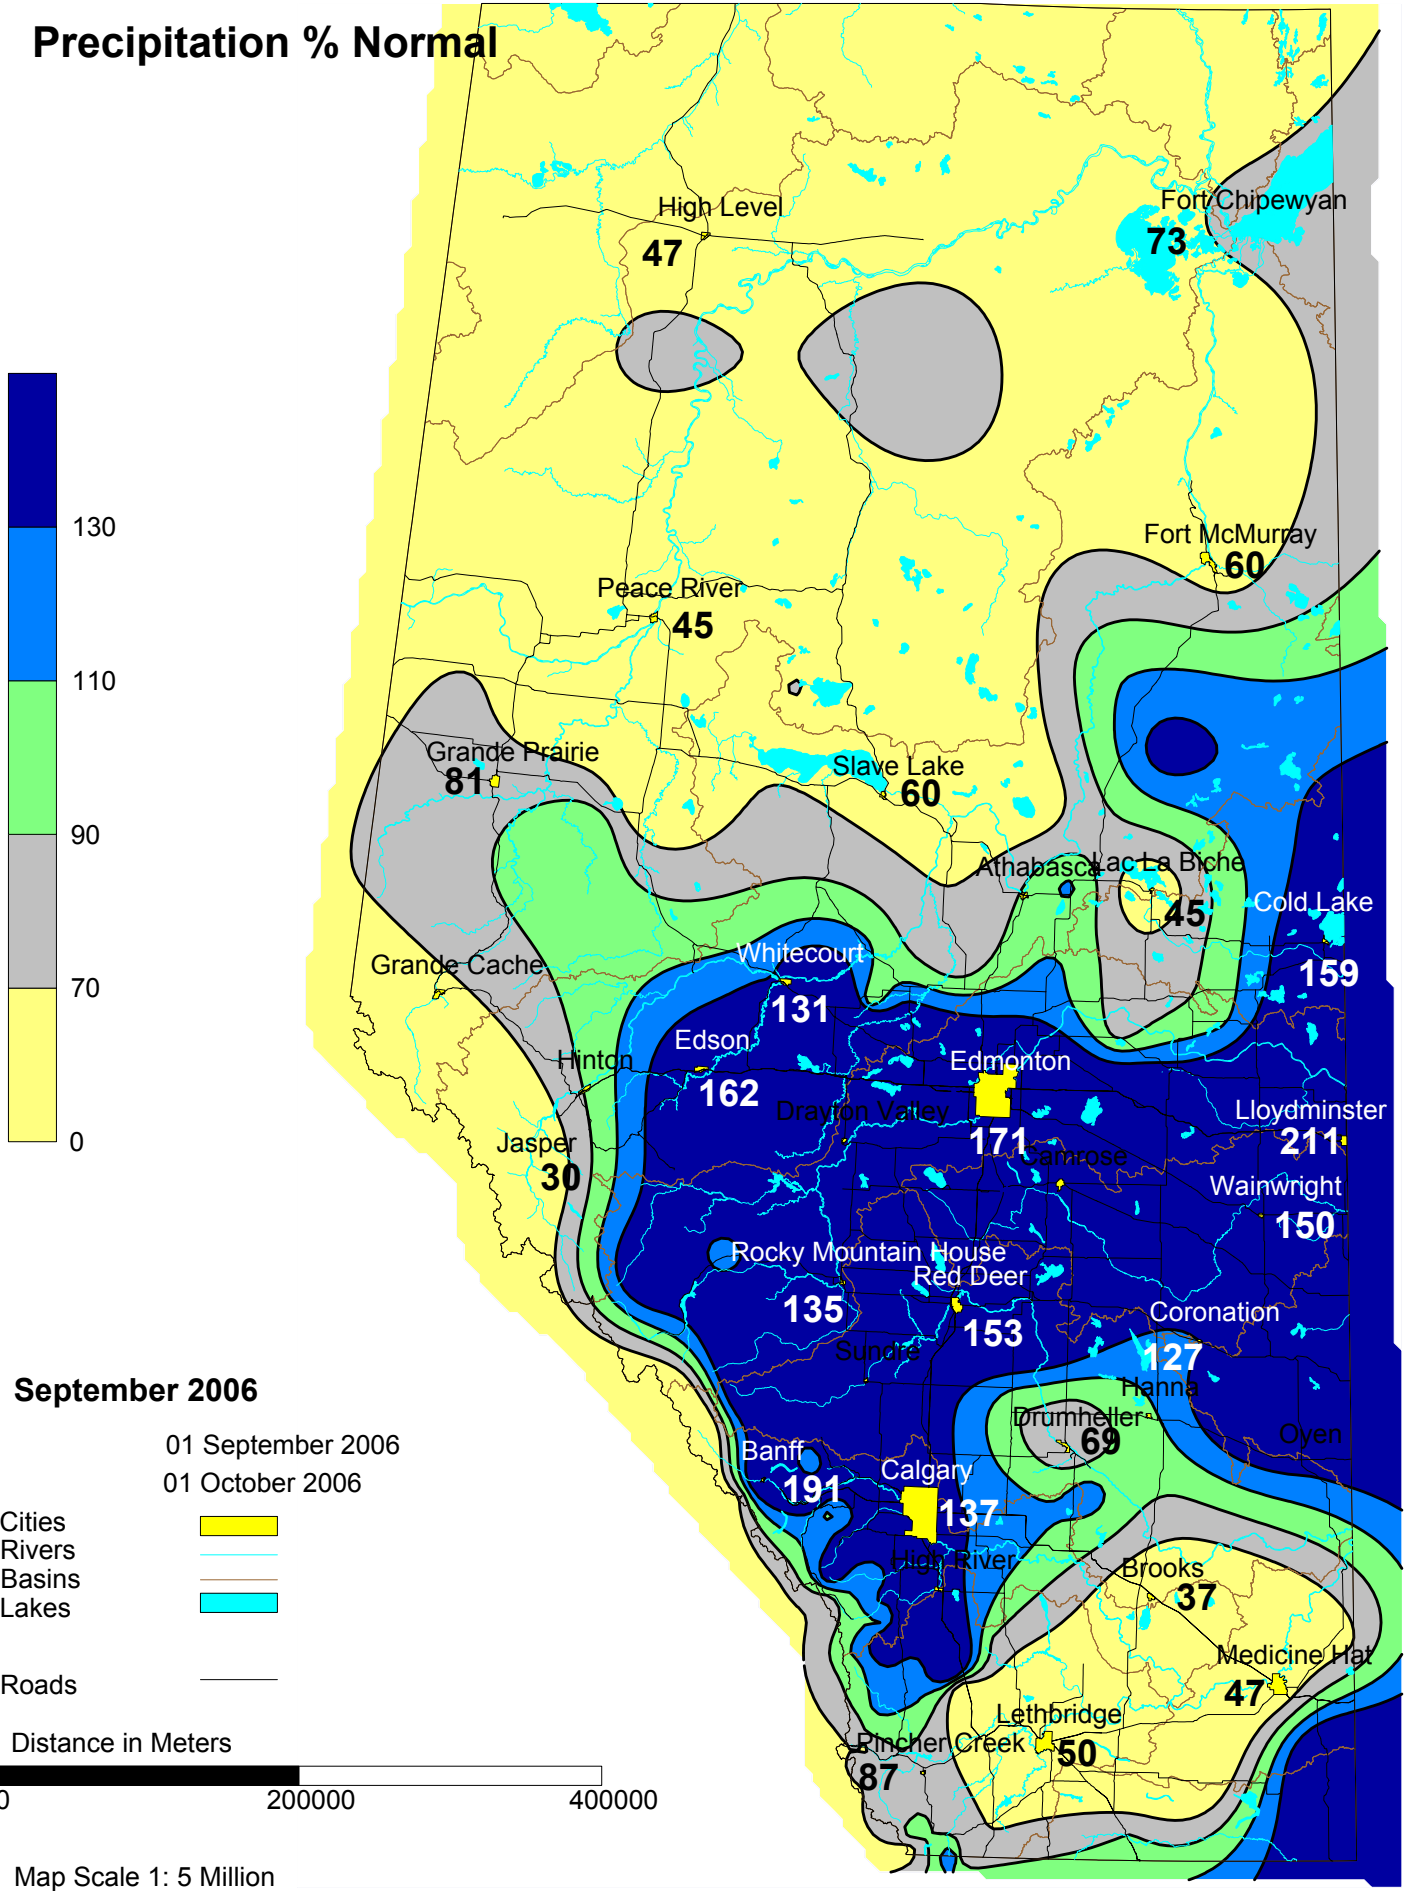 Precipitation % Normal
High Level
47
Fort Chipewyan
73
130
Fort McMurray
60
Peace River
45
110
Grande Prairie
81
Slave Lake
60
90
Athabasca
Lac La Biche
45
Cold Lake
159
Whitecourt
131
Grande Cache
70
Edson
162
Hinton
Edmonton
171
Drayton Valley
Lloydminster
211
0
Jasper
30
Camrose
Wainwright
150
Rocky Mountain House
135
Red Deer
153
Coronation
127
Sundre
Hanna
September 2006
Drumheller
69
Oyen
01 September 2006
Banff
191
Calgary
137
01 October 2006
Cities
Rivers
High River
Basins
Brooks
37
Lakes
Medicine Hat
47
Roads
Lethbridge
50
Distance in Meters
Pincher Creek
87
0 200000 400000
Map Scale 1: 5 Million